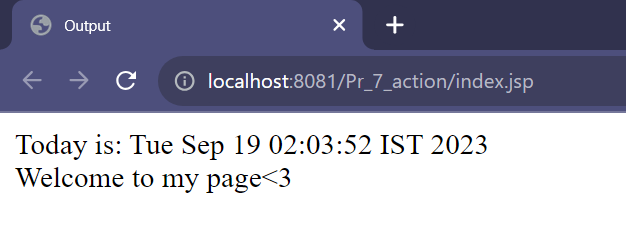 Output
localhost:8081/Pr_7_action/index.jsp
Today is: Tue Sep 19 02:03:52 IST 2023
Welcome to my page<3